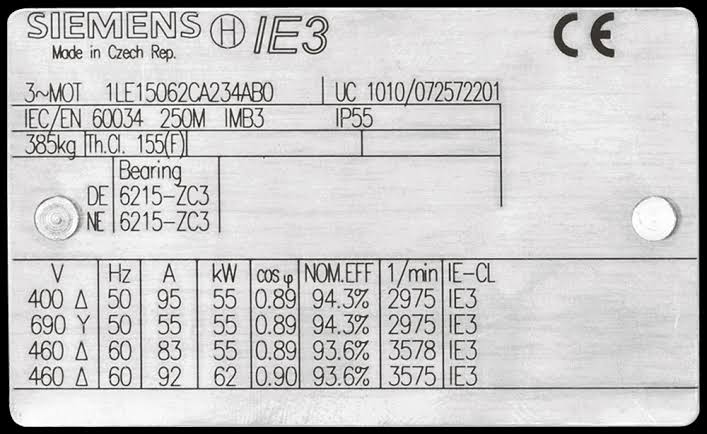 SIEMENS H IE3 CE
Made in Czech Rep.
3~MOT 1LE15062CA234AB0 UC 1010/072572201
IEC/EN 60034 250M IMB3 IP55
385kg Th.Cl. 155(F)
Bearing
DE 6215-ZC3
NE 6215-ZC3
V Hz A kW cos φ NOM.EFF 1/min IE-CL
400 Δ 50 95 55 0.89 94.3% 2975 IE3
690 Y 50 55 55 0.89 94.3% 2975 IE3
460 Δ 60 83 55 0.89 93.6% 3578 IE3
460 Δ 60 92 62 0.90 93.6% 3575 IE3